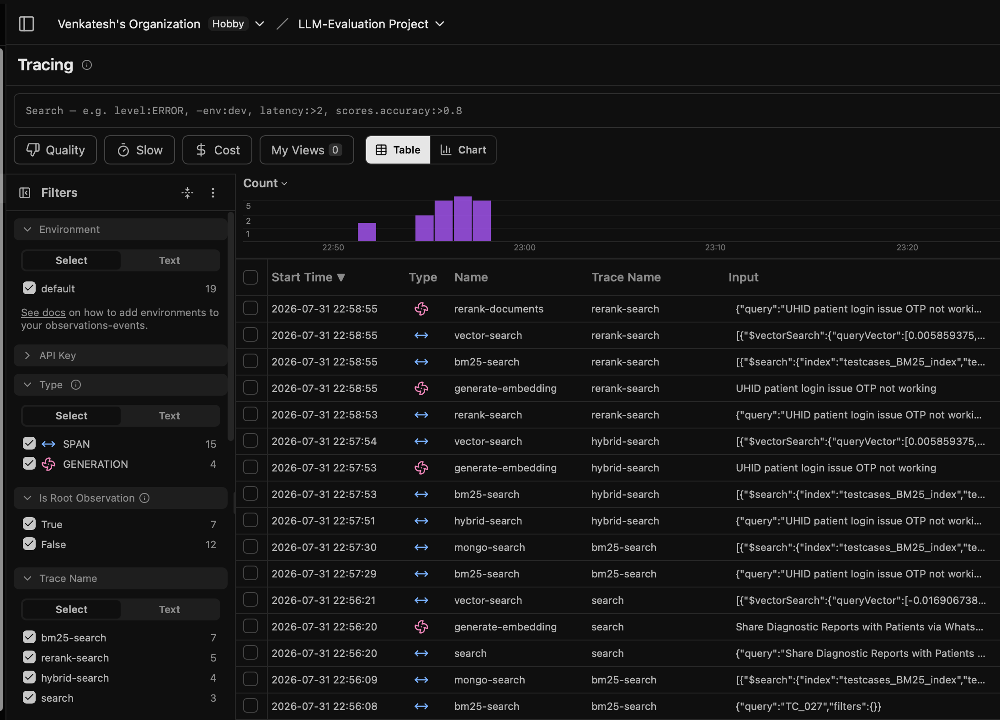 Venkatesh's Organization Hobby LLM-Evaluation Project
Tracing
Search — e.g. level:ERROR, -env:dev, latency:>2, scores.accuracy:>0.8
Quality Slow Cost My Views 0 Table Chart
Filters
Environment
Select Text
default 19
See docs on how to add environments to
your observations-events.
API Key
Type
Select Text
SPAN 15
GENERATION 4
Is Root Observation
True 7
False 12
Trace Name
Select Text
bm25-search 7
rerank-search 5
hybrid-search 4
search 3
Count
5
2
1
22:50 23:00 23:10 23:20
Start Time ▼ Type Name Trace Name Input
2026-07-31 22:58:55 rerank-documents rerank-search {"query":"UHID patient login issue OTP not worki...
2026-07-31 22:58:55 vector-search rerank-search [{"$vectorSearch":{"queryVector":[0.005859375,...
2026-07-31 22:58:55 bm25-search rerank-search [{"$search":{"index":"testcases_BM25_index","te...
2026-07-31 22:58:55 generate-embedding rerank-search UHID patient login issue OTP not working
2026-07-31 22:58:53 rerank-search rerank-search {"query":"UHID patient login issue OTP not worki...
2026-07-31 22:57:54 vector-search hybrid-search [{"$vectorSearch":{"queryVector":[0.005859375,...
2026-07-31 22:57:53 generate-embedding hybrid-search UHID patient login issue OTP not working
2026-07-31 22:57:53 bm25-search hybrid-search [{"$search":{"index":"testcases_BM25_index","te...
2026-07-31 22:57:51 hybrid-search hybrid-search {"query":"UHID patient login issue OTP not worki...
2026-07-31 22:57:30 mongo-search bm25-search [{"$search":{"index":"testcases_BM25_index","te...
2026-07-31 22:57:29 bm25-search bm25-search {"query":"UHID patient login issue OTP not worki...
2026-07-31 22:56:21 vector-search search [{"$vectorSearch":{"queryVector":[-0.016906738...
2026-07-31 22:56:20 generate-embedding search Share Diagnostic Reports with Patients via Whats...
2026-07-31 22:56:20 search search {"query":"Share Diagnostic Reports with Patients ...
2026-07-31 22:56:09 mongo-search bm25-search [{"$search":{"index":"testcases_BM25_index","te...
2026-07-31 22:56:08 bm25-search bm25-search {"query":"TC_027","filters":{}}